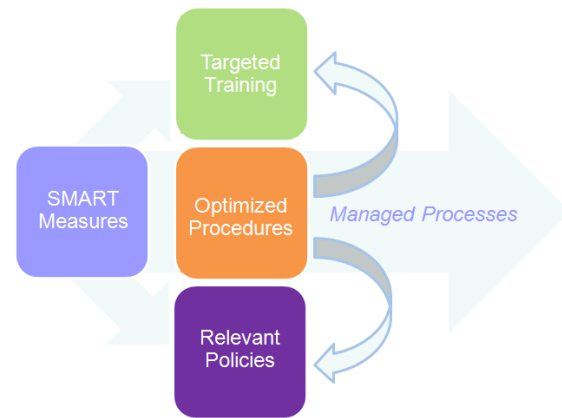 Targeted
Training
SMART
Measures
Optimized
Procedures
Managed Processes
Relevant
Policies